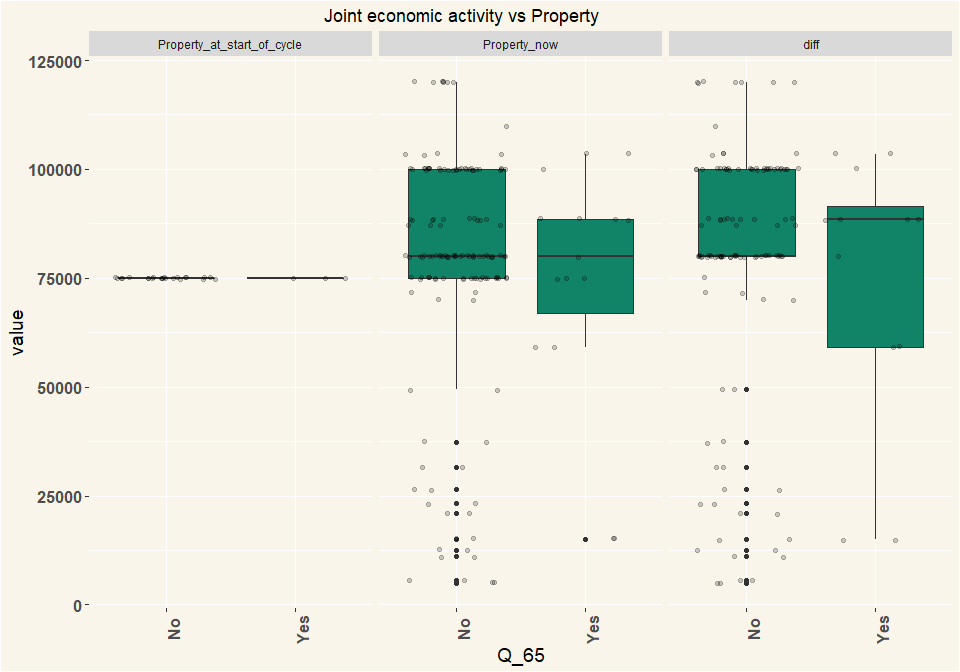 Joint economic activity vs Property
Property_at_start_of_cycle
Property_now
diff
125000
100000
75000
50000
25000
0
value
No
Yes
No
Yes
No
Yes
Q_65